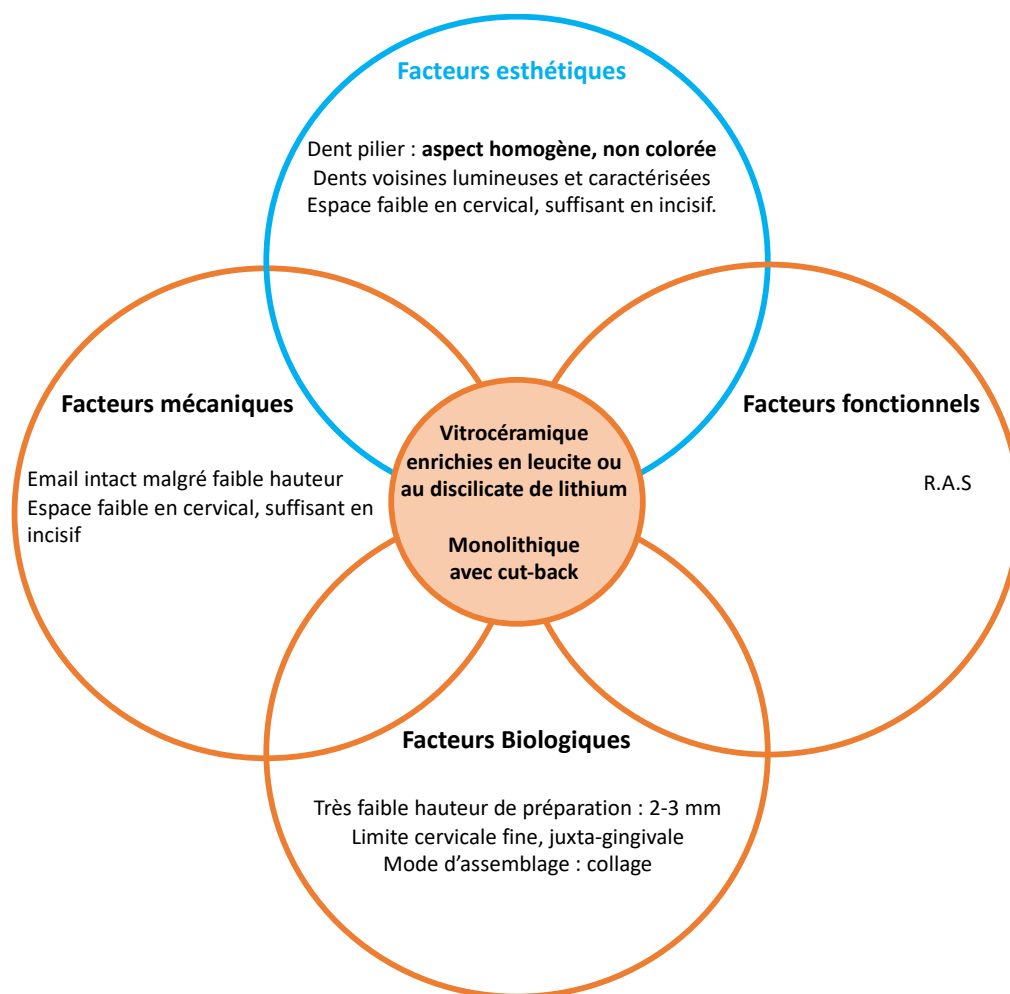 Facteurs esthétiques
Dent pilier : aspect homogène, non colorée
Dents voisines lumineuses et caractérisées
Espace faible en cervical, suffisant en incisif.
Facteurs mécaniques
Email intact malgré faible hauteur
Espace faible en cervical, suffisant en
incisif
Vitrocéramique
enrichies en leucite ou
au discilicate de lithium
Monolithique
avec cut-back
Facteurs fonctionnels
R.A.S
Facteurs Biologiques
Très faible hauteur de préparation : 2-3 mm
Limite cervicale fine, juxta-gingivale
Mode d’assemblage : collage